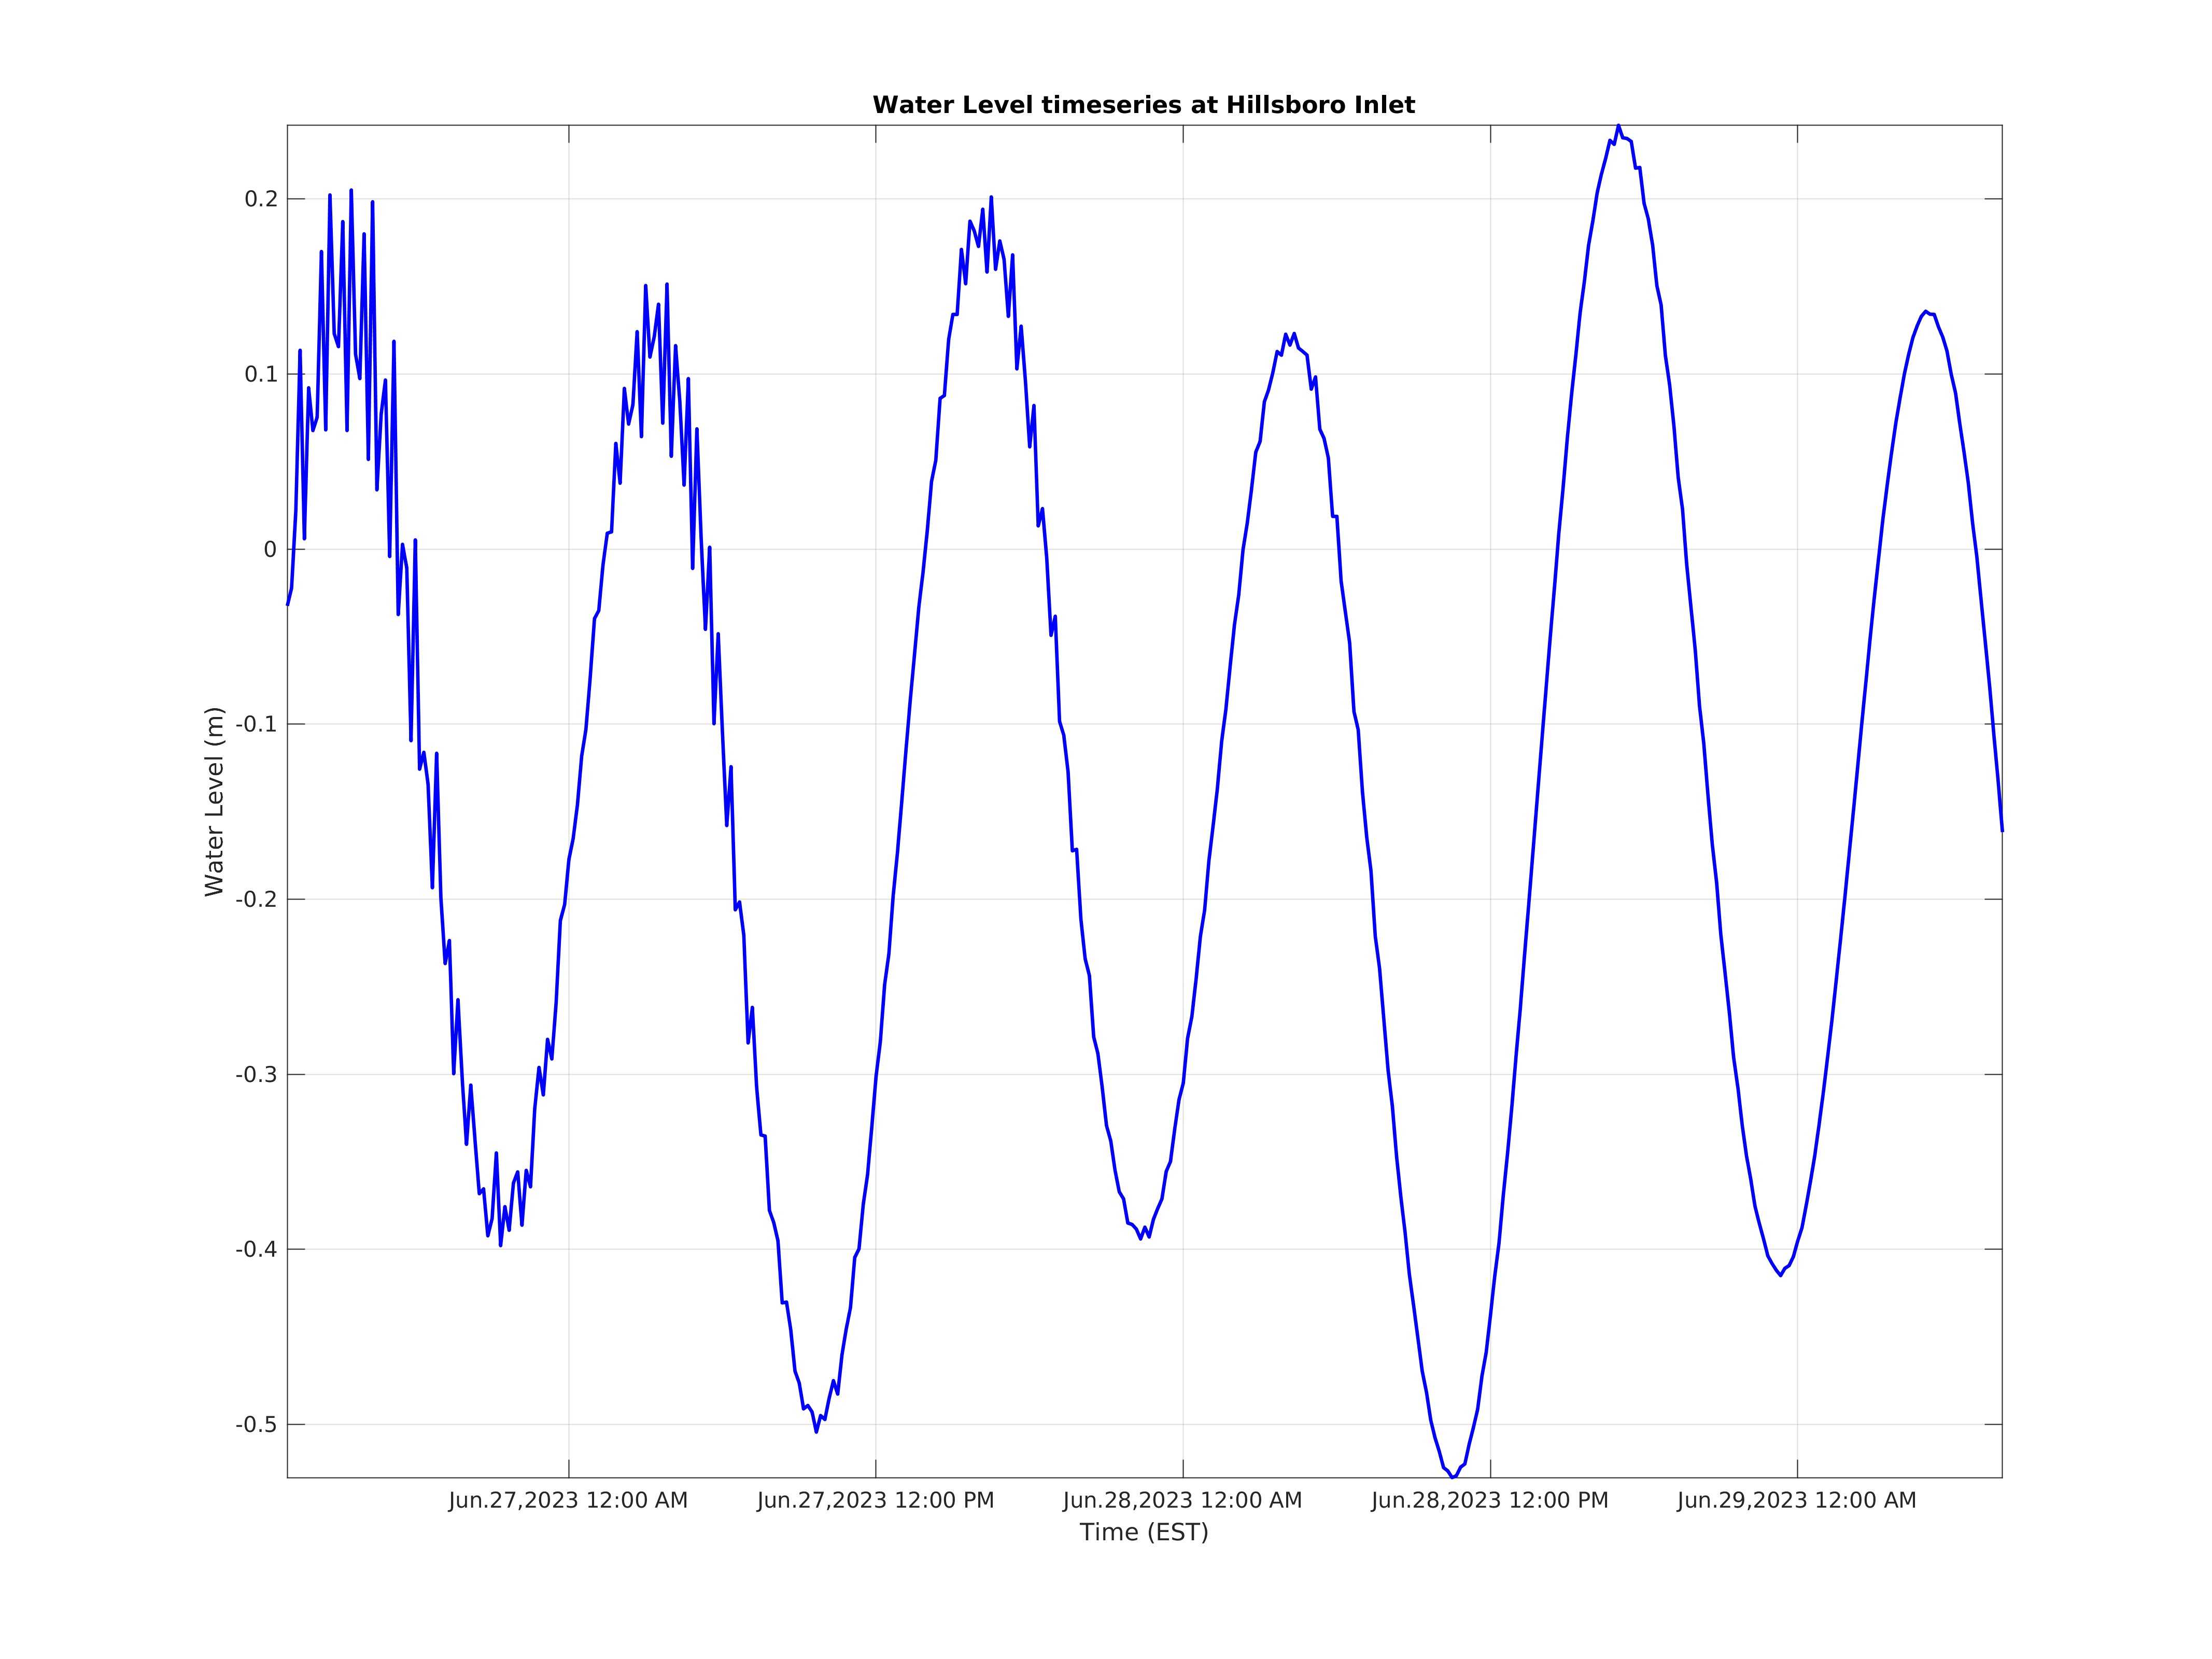 Water Level timeseries at Hillsboro Inlet
0.2
0.1
0
-0.1
-0.2
-0.3
-0.4
-0.5
Water Level (m)
Jun.27,2023 12:00 AM
Jun.27,2023 12:00 PM
Jun.28,2023 12:00 AM
Jun.28,2023 12:00 PM
Jun.29,2023 12:00 AM
Time (EST)